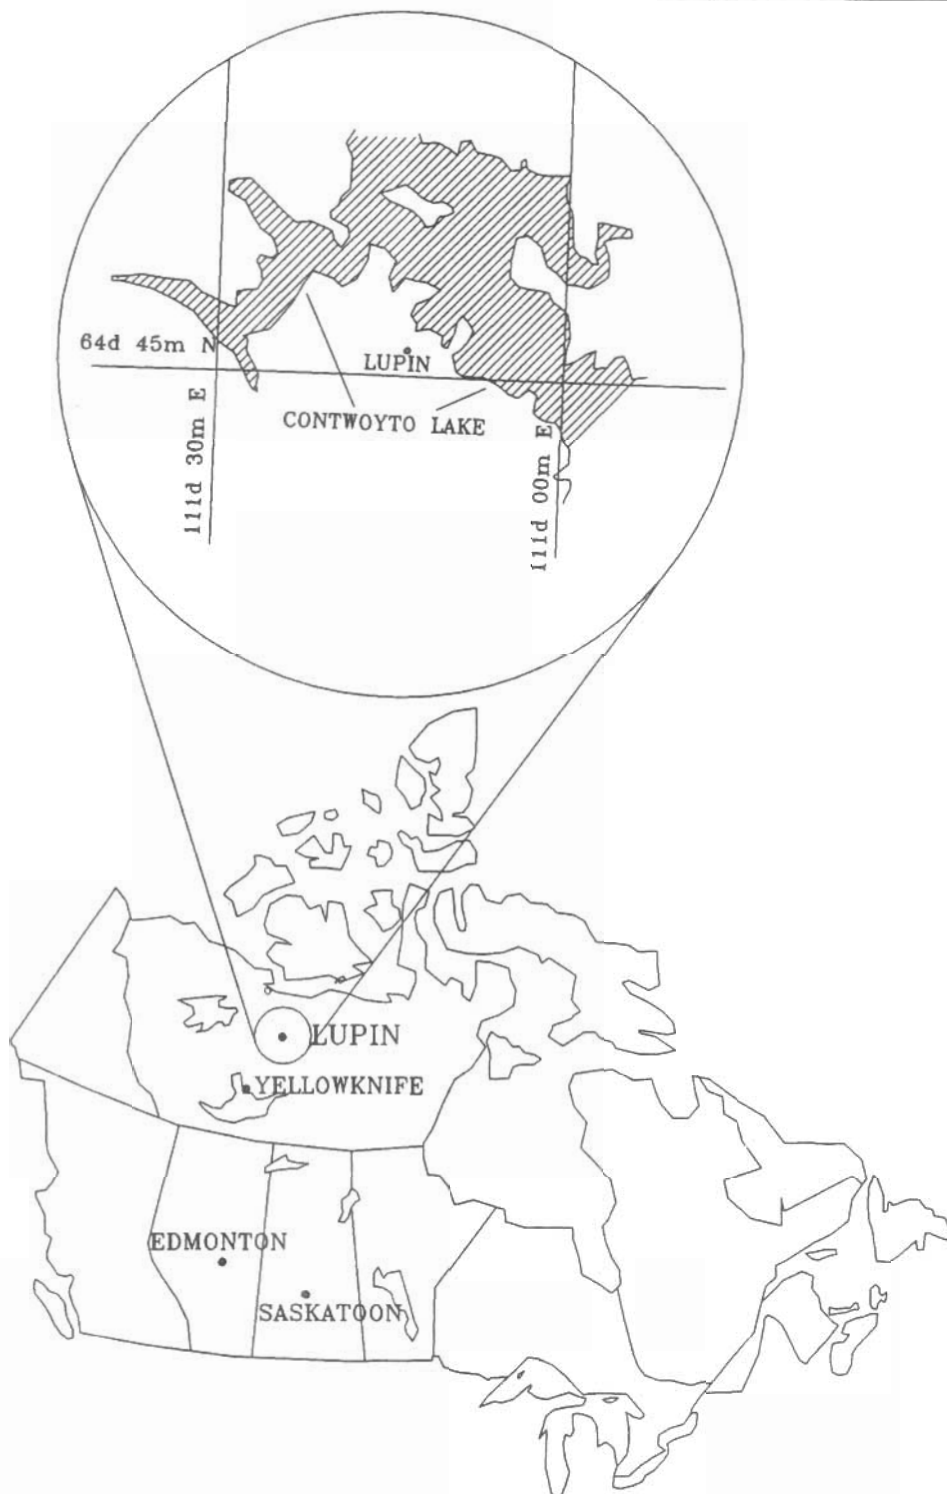 64d 45m N
LUPIN
CONTWOYTO LAKE
111d 30m E
111d 00m E
LUPIN
YELLOWKNIFE
EDMONTON
SASKATOON